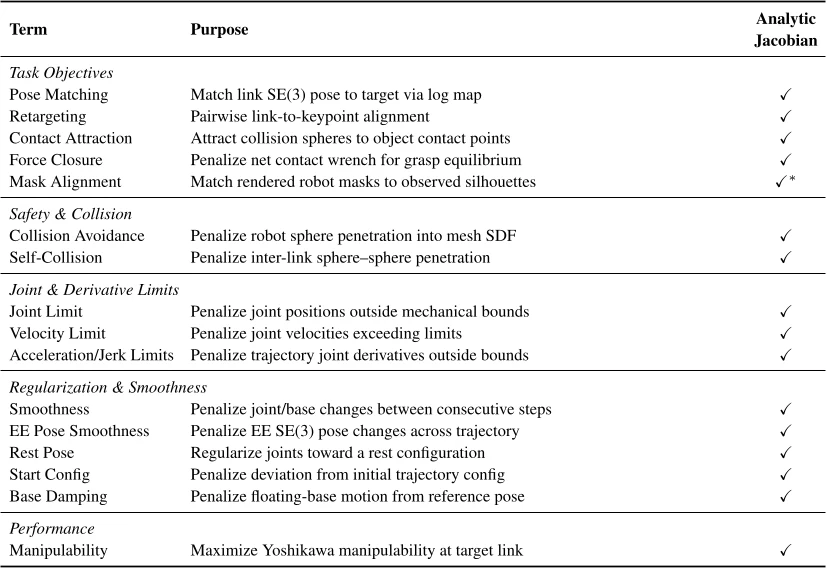 Term Purpose Analytic Jacobian
Task Objectives
Pose Matching Match link SE(3) pose to target via log map ✓
Retargeting Pairwise link-to-keypoint alignment ✓
Contact Attraction Attract collision spheres to object contact points ✓
Force Closure Penalize net contact wrench for grasp equilibrium ✓
Mask Alignment Match rendered robot masks to observed silhouettes ✓*
Safety & Collision
Collision Avoidance Penalize robot sphere penetration into mesh SDF ✓
Self-Collision Penalize inter-link sphere–sphere penetration ✓
Joint & Derivative Limits
Joint Limit Penalize joint positions outside mechanical bounds ✓
Velocity Limit Penalize joint velocities exceeding limits ✓
Acceleration/Jerk Limits Penalize trajectory joint derivatives outside bounds ✓
Regularization & Smoothness
Smoothness Penalize joint/base changes between consecutive steps ✓
EE Pose Smoothness Penalize EE SE(3) pose changes across trajectory ✓
Rest Pose Regularize joints toward a rest configuration ✓
Start Config Penalize deviation from initial trajectory config ✓
Base Damping Penalize floating-base motion from reference pose ✓
Performance
Manipulability Maximize Yoshikawa manipulability at target link ✓